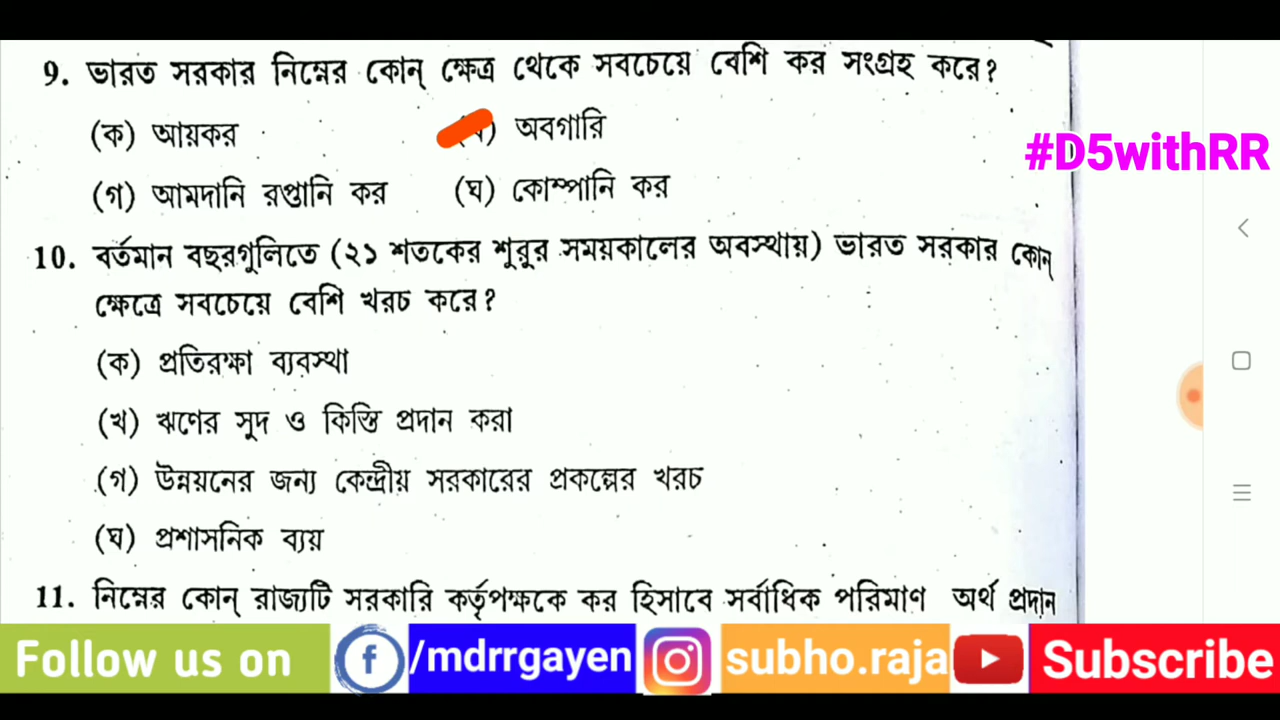 9. ভারত সরকার নিম্নের কোন্ ক্ষেত্র থেকে সবচেয়ে বেশি কর সংগ্রহ করে?
(ক) আয়কর ) অবগারি
#D5withRR
(গ) আমদানি রপ্তানি কর (ঘ) কোম্পানি কর
10. বর্তমান বছরগুলিতে (২১ শতকের শুরুর সময়কালের অবস্থায়) ভারত সরকার কোন্
ক্ষেত্রে সবচেয়ে বেশি খরচ করে?
(ক) প্রতিরক্ষা ব্যবস্থা
(খ) ঋণের সুদ ও কিস্তি প্রদান করা
(গ) উন্নয়নের জন্য কেন্দ্রীয় সরকারের প্রকল্পের খরচ
(ঘ) প্রশাসনিক ব্যয়
11. নিম্নের কোন্ রাজ্যটি সরকারি কর্তৃপক্ষকে কর হিসাবে সর্বাধিক পরিমাণ অর্থ প্রদান
Follow us on f/mdrrgayen subho.raja Subscribe